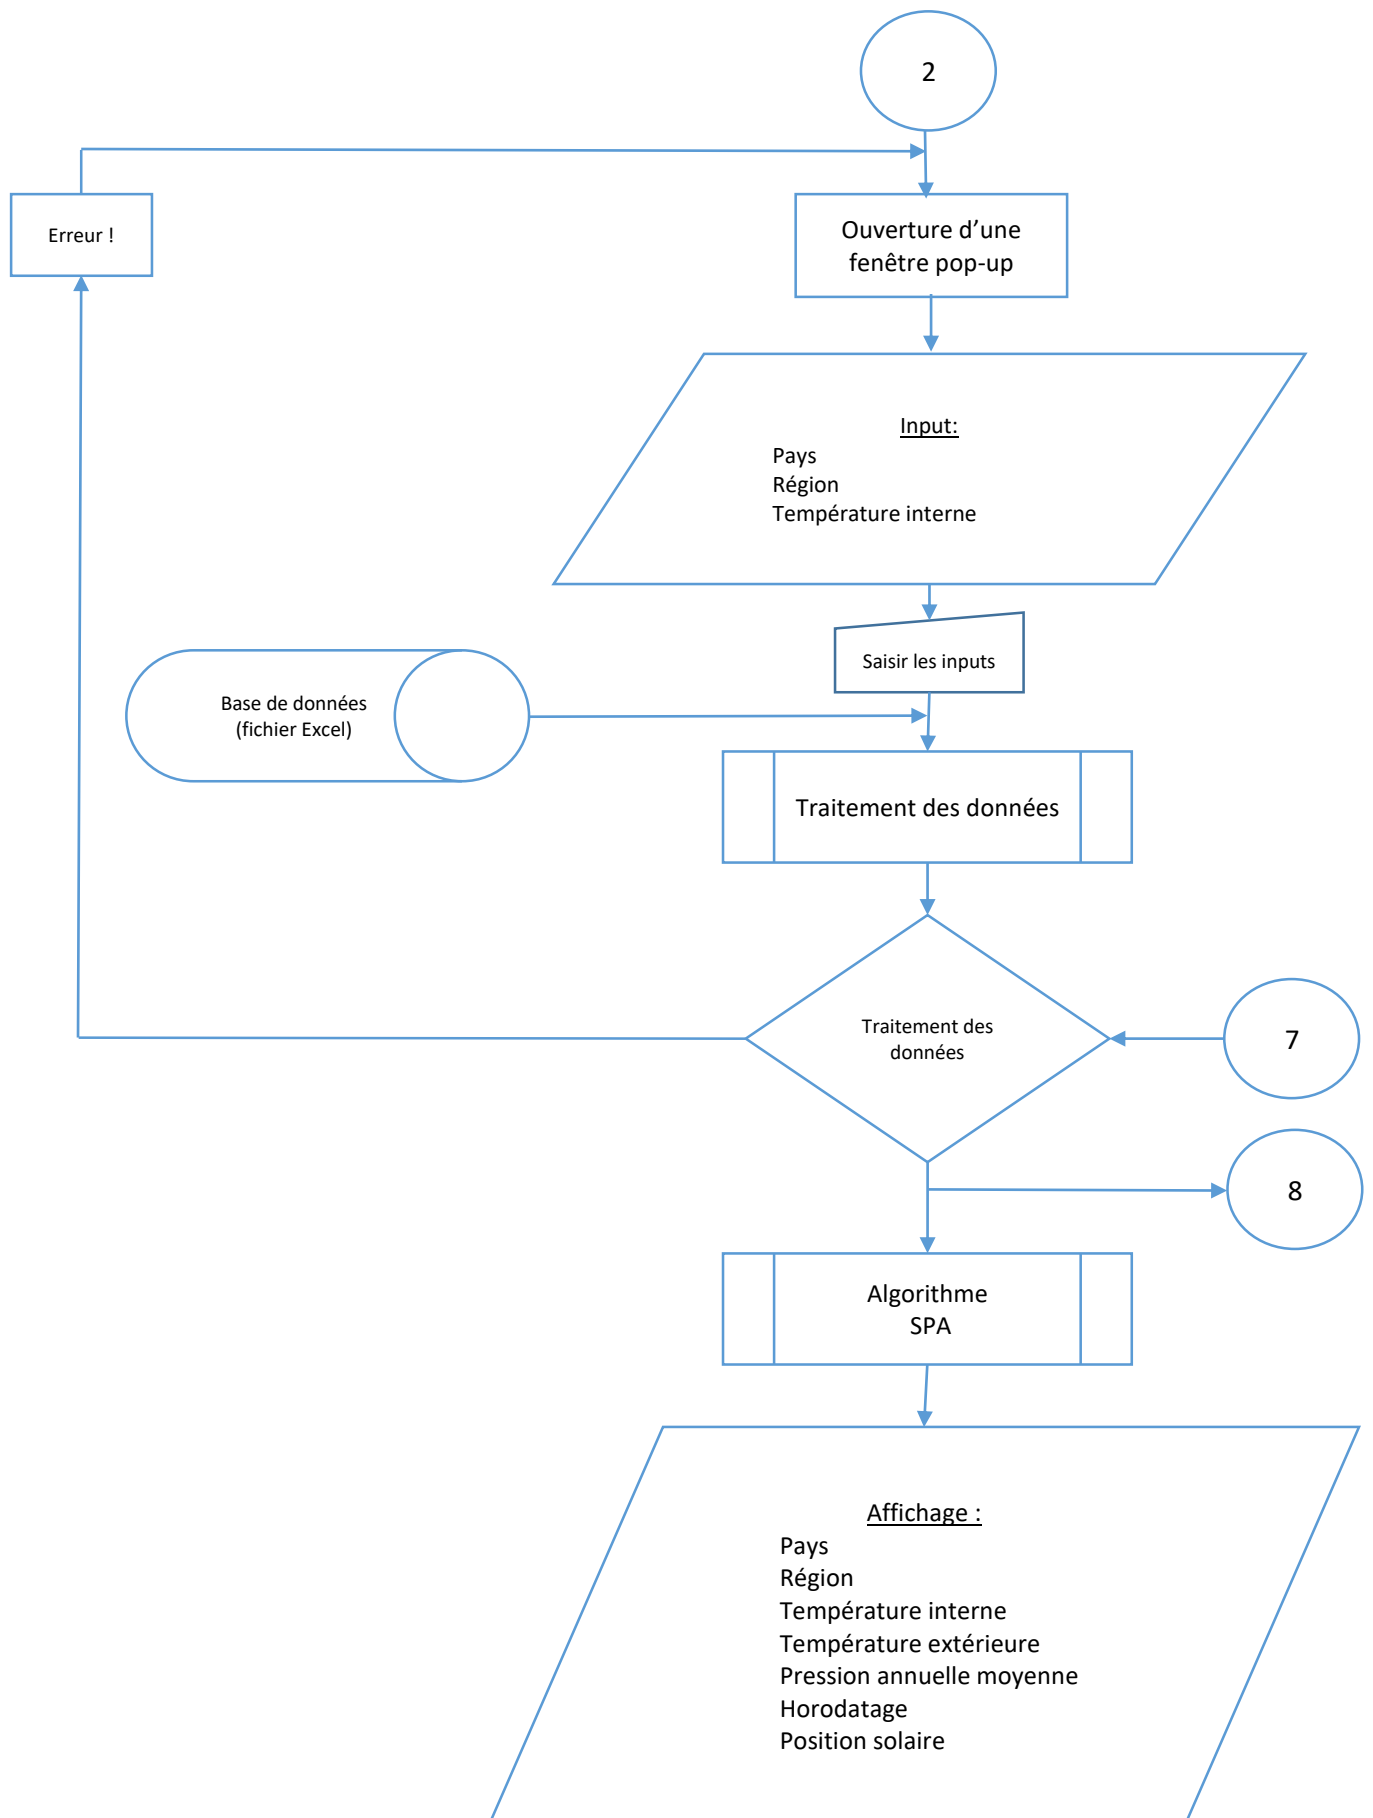 2
Erreur !
Ouverture d’une
fenêtre pop-up
Input:
Pays
Région
Température interne
Saisir les inputs
Base de données
(fichier Excel)
Traitement des données
Traitement des
données
7
8
Algorithme
SPA
Affichage :
Pays
Région
Température interne
Température extérieure
Pression annuelle moyenne
Horodatage
Position solaire